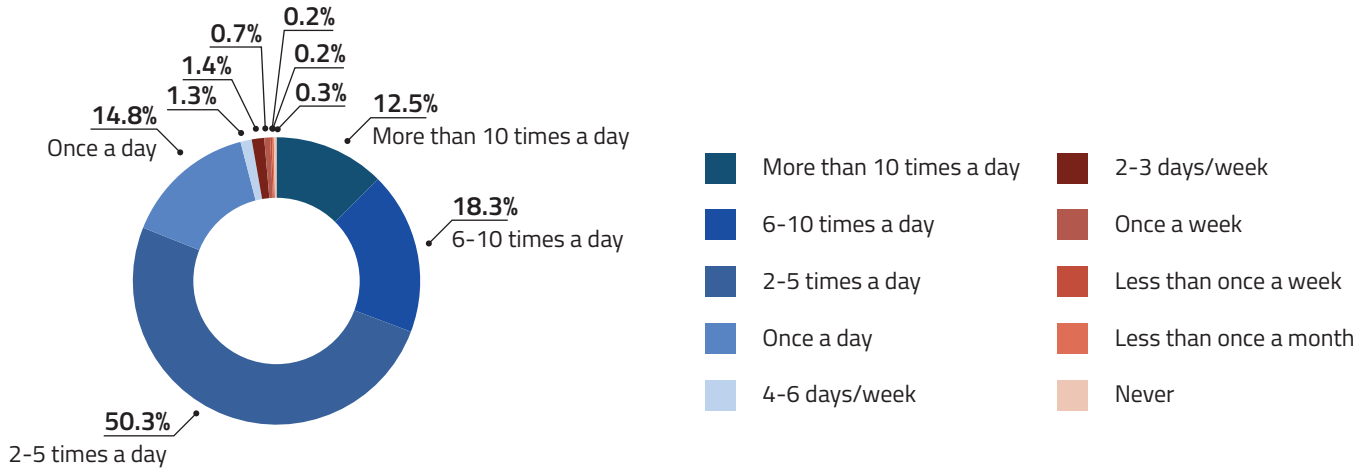 0.2%
0.7%
0.2%
1.4%
0.3%
1.3%
12.5%
More than 10 times a day
14.8%
Once a day
18.3%
6-10 times a day
50.3%
2-5 times a day
More than 10 times a day
6-10 times a day
2-5 times a day
Once a day
4-6 days/week
2-3 days/week
Once a week
Less than once a week
Less than once a month
Never